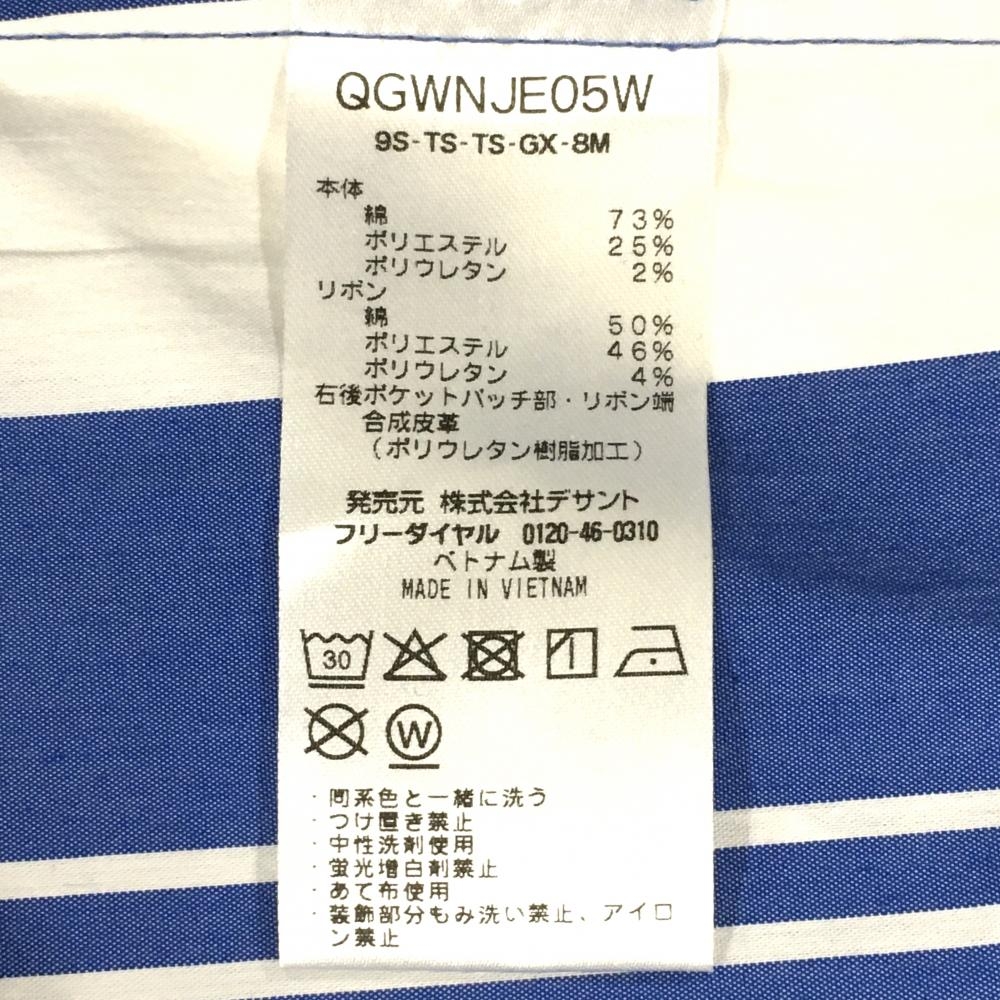 QGWNJE05W
9S-TS-TS-GX-8M
本体
綿 73%
ポリエステル 25%
ポリウレタン 2%
リボン
綿 50%
ポリエステル 46%
ポリウレタン 4%
右後ポケットパッチ部・リボン端
合成皮革
(ポリウレタン樹脂加工)
発売元 株式会社デサント
フリーダイヤル 0120-46-0310
ベトナム製
MADE IN VIETNAM
30
W
・同系色と一緒に洗う
・つけ置き禁止
・中性洗剤使用
・蛍光増白剤禁止
・あて布使用
・装飾部分もみ洗い禁止、アイロ
ン禁止